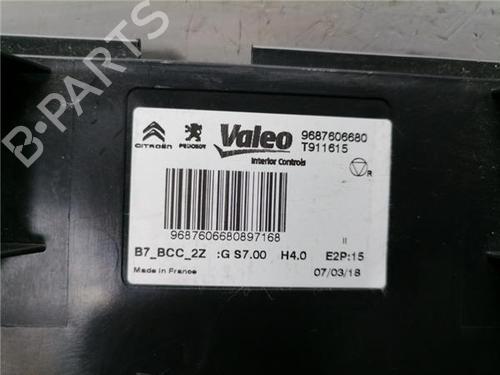 CITROËN
PEUGEOT
Valeo
Interior Controls
9687606680
T911615
R
9687606680897168
II
B7_BCC_2Z :G S7.00 H4.0 E2P:15
Made in France
07/03/18
B-PARTS